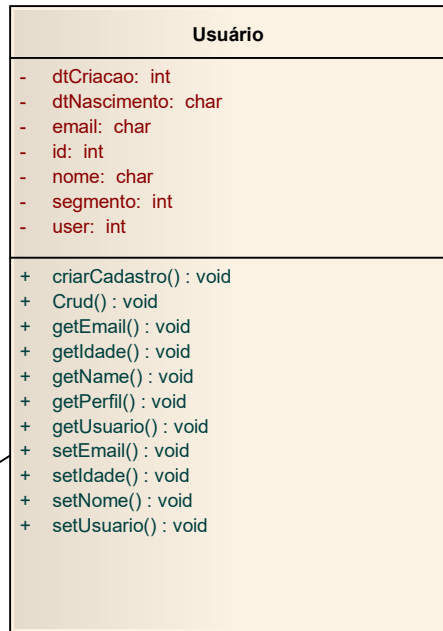 Usuário
- dtCriacao: int
- dtNascimento: char
- email: char
- id: int
- nome: char
- segmento: int
- user: int
+ criarCadastro() : void
+ Crud() : void
+ getEmail() : void
+ getIdade() : void
+ getName() : void
+ getPerfil() : void
+ getUsuario() : void
+ setEmail() : void
+ setIdade() : void
+ setNome() : void
+ setUsuario() : void